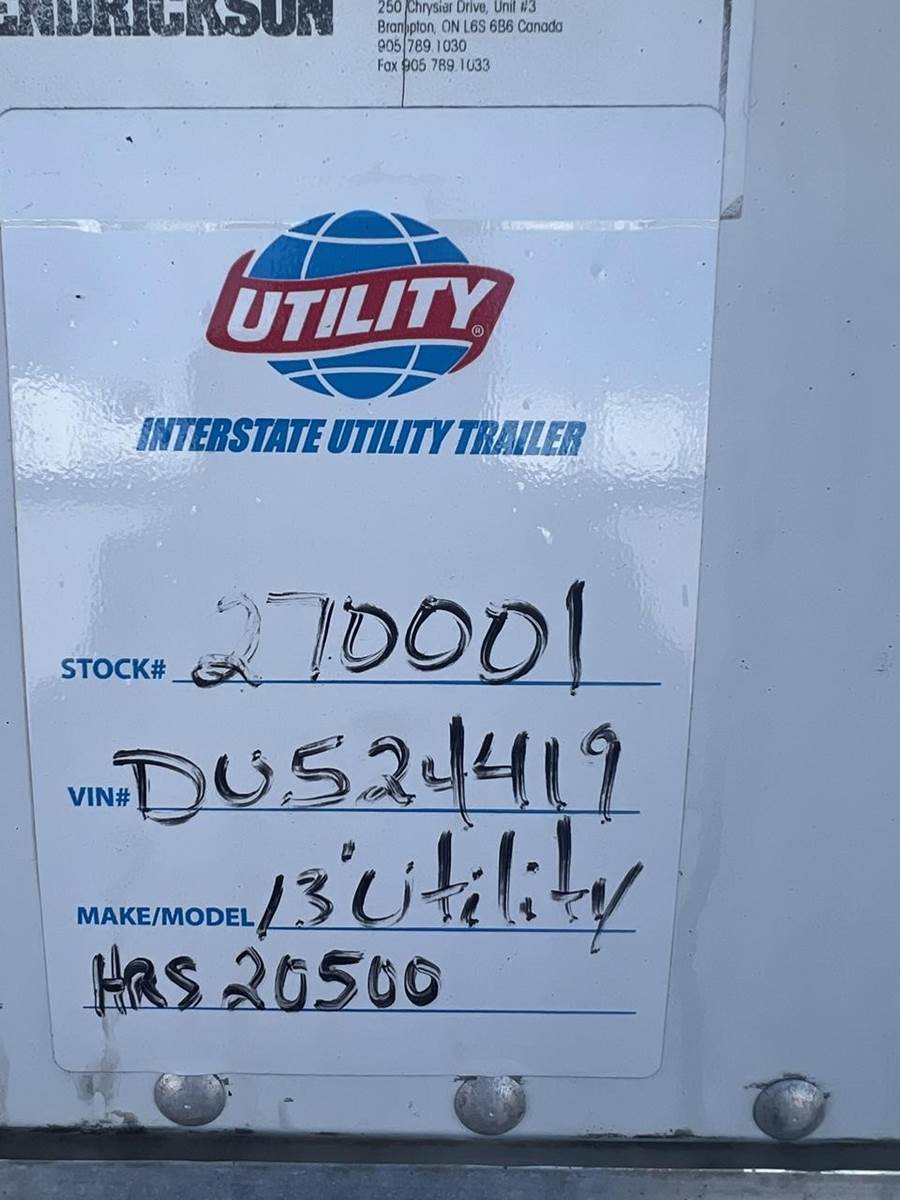 ENDRICKSON
250 Chrysler Drive, Unit #3
Brampton, ON L6S 6B6 Canada
905 789 1030
Fax 905 789 1033
UTILITY®
INTERSTATE UTILITY TRAILER
STOCK# 270001
VIN# DU524419
MAKE/MODEL 13' Utility
HRS 20500